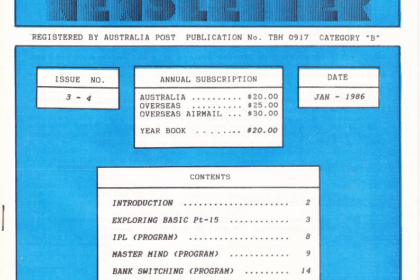 NEWSLETTER
REGISTERED BY AUSTRALIA POST PUBLICATION No. TBH 0917 CATEGORY "B"
ISSUE NO.
3 - 4
ANNUAL SUBSCRIPTION
AUSTRALIA .......... $20.00
OVERSEAS .......... $25.00
OVERSEAS AIRMAIL ... $30.00
YEAR BOOK ........ $20.00
DATE
JAN - 1986
CONTENTS
INTRODUCTION ..................... 2
EXPLORING BASIC Pt-15 ............ 3
IPL (PROGRAM) .................... 8
MASTER MIND (PROGRAM) ............ 9
BANK SWITCHING (PROGRAM) ......... 14